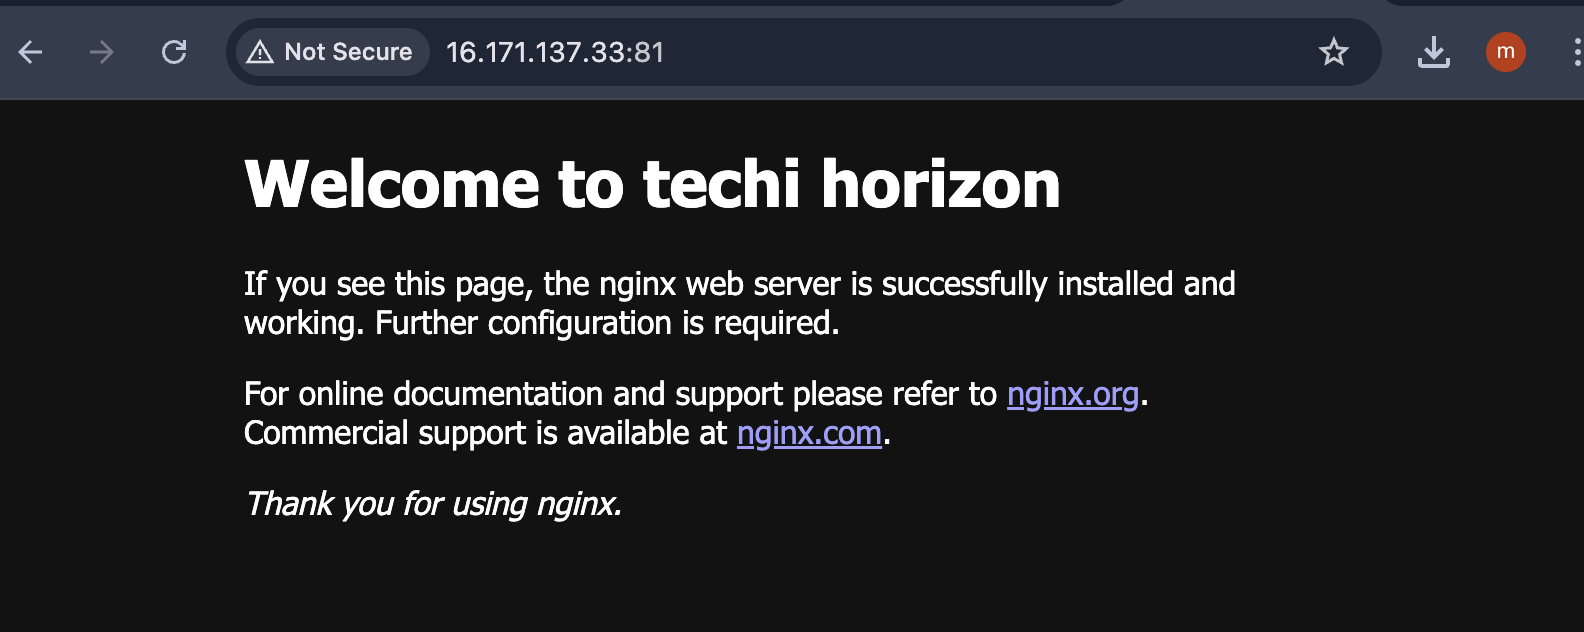 Not Secure 16.171.137.33:81 m
Welcome to techi horizon
If you see this page, the nginx web server is successfully installed and
working. Further configuration is required.
For online documentation and support please refer to nginx.org.
Commercial support is available at nginx.com.
Thank you for using nginx.